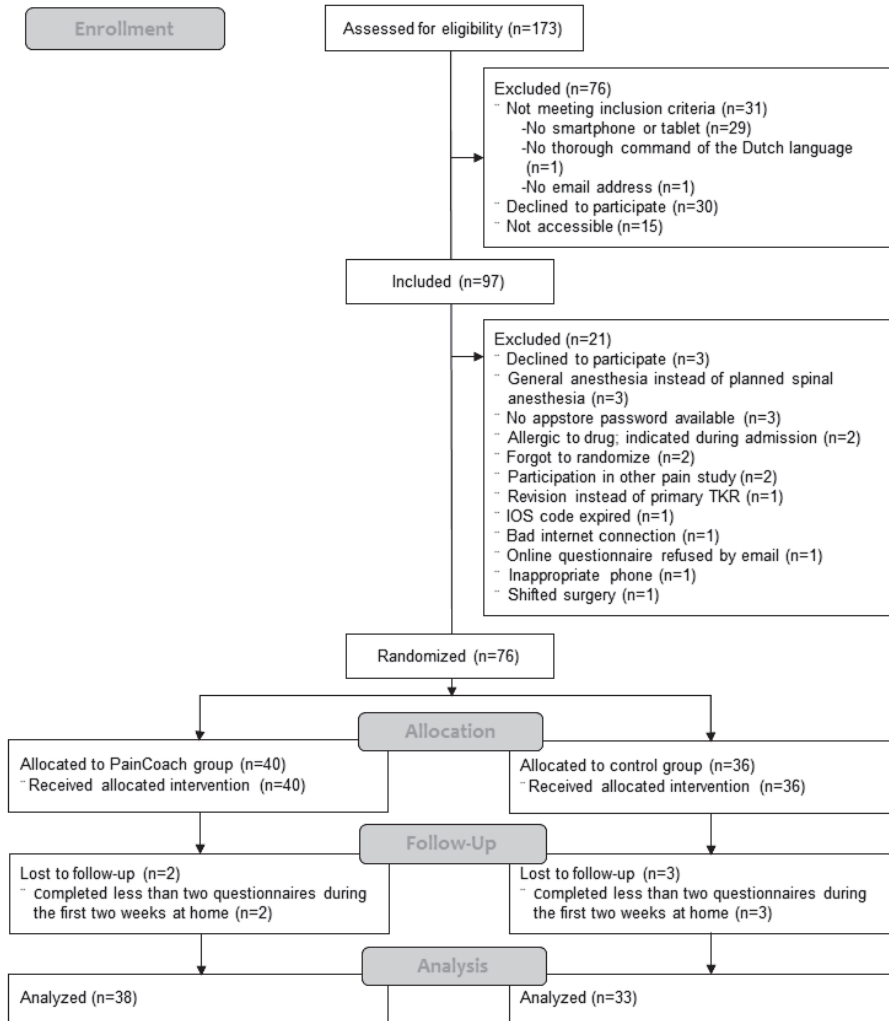 Enrollment
Assessed for eligibility (n=173)
Excluded (n=76)
¨ Not meeting inclusion criteria (n=31)
-No smartphone or tablet (n=29)
-No thorough command of the Dutch language
(n=1)
-No email address (n=1)
¨ Declined to participate (n=30)
¨ Not accessible (n=15)
Included (n=97)
Excluded (n=21)
¨ Declined to participate (n=3)
¨ General anesthesia instead of planned spinal
anesthesia (n=3)
¨ No appstore password available (n=3)
¨ Allergic to drug; indicated during admission (n=2)
¨ Forgot to randomize (n=2)
¨ Participation in other pain study (n=2)
¨ Revision instead of primary TKR (n=1)
¨ IOS code expired (n=1)
¨ Bad internet connection (n=1)
¨ Online questionnaire refused by email (n=1)
¨ Inappropriate phone (n=1)
¨ Shifted surgery (n=1)
Randomized (n=76)
Allocation
Allocated to PainCoach group (n=40)
¨ Received allocated intervention (n=40)
Allocated to control group (n=36)
¨ Received allocated intervention (n=36)
Follow-Up
Lost to follow-up (n=2)
¨ Completed less than two questionnaires during
the first two weeks at home (n=2)
Lost to follow-up (n=3)
¨ Completed less than two questionnaires during
the first two weeks at home (n=3)
Analysis
Analyzed (n=38)
Analyzed (n=33)